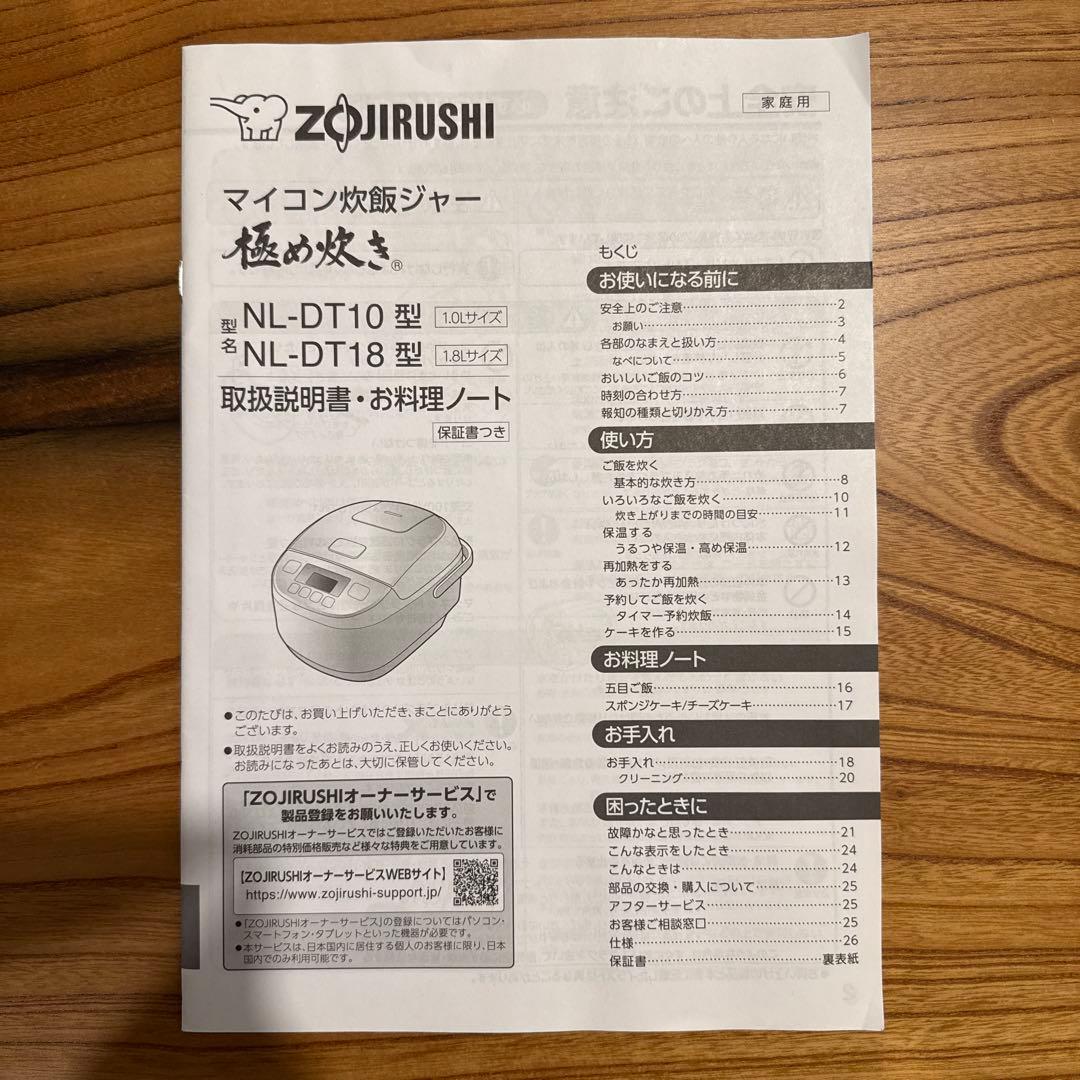 ZOJIRUSHI
家庭用
マイコン炊飯ジャー
極め炊き®
型名
NL-DT10 型 1.0Lサイズ
NL-DT18 型 1.8Lサイズ
取扱説明書・お料理ノート
保証書つき
●このたびは、お買い上げいただき、まことにありがとう
ございます。
●取扱説明書をよくお読みのうえ、正しくお使いください。
お読みになったあとは、大切に保管してください。
「ZOJIRUSHIオーナーサービス」で
製品登録をお願いいたします。
ZOJIRUSHIオーナーサービスではご登録いただいたお客様に
消耗部品の特別価格販売など様々な特典をご用意しています。
【ZOJIRUSHIオーナーサービスWEBサイト】
https://www.zojirushi-support.jp/
●「ZOJIRUSHIオーナーサービス」の登録についてはパソコン・
スマートフォン・タブレットといった機器が必要です。
●本サービスは、日本国内に居住する個人のお客様に限り、日本
国内でのみ利用可能です。
もくじ
お使いになる前に
安全上のご注意……2
お願い……3
各部のなまえと扱い方……4
なべについて……5
おいしいご飯のコツ……6
時刻の合わせ方……7
報知の種類と切りかえ方……7
使い方
ご飯を炊く
基本的な炊き方……8
いろいろなご飯を炊く……10
炊き上がりまでの時間の目安……11
保温する
うるつや保温・高め保温……12
再加熱をする
あったか再加熱……13
予約してご飯を炊く
タイマー予約炊飯……14
ケーキを作る……15
お料理ノート
五目ご飯……16
スポンジケーキ/チーズケーキ……17
お手入れ
お手入れ……18
クリーニング……20
困ったときに
故障かなと思ったとき……21
こんな表示をしたとき……24
こんなときは……24
部品の交換・購入について……25
アフターサービス……25
お客様ご相談窓口……25
仕様……26
保証書……裏表紙